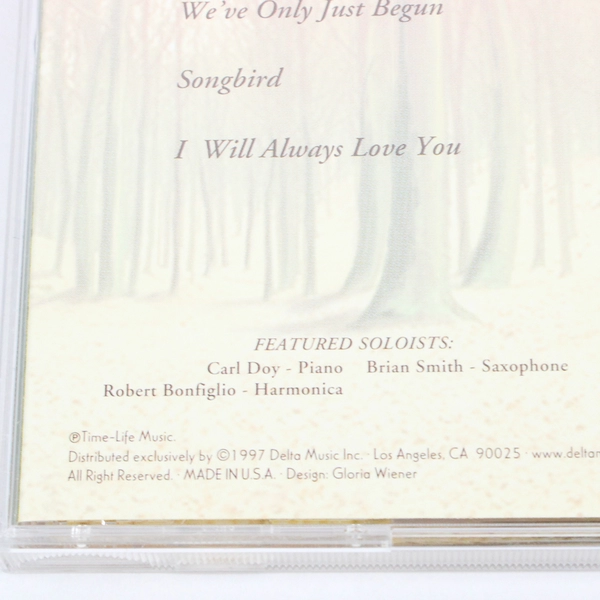 We've Only Just Begun
Songbird
I Will Always Love You
FEATURED SOLOISTS:
Carl Doy - Piano Brian Smith - Saxophone
Robert Bonfiglio - Harmonica
℗Time-Life Music.
Distributed exclusively by ©1997 Delta Music Inc. · Los Angeles, CA 90025 · www.deltar
All Right Reserved. · MADE IN U.S.A. · Design: Gloria Wiener